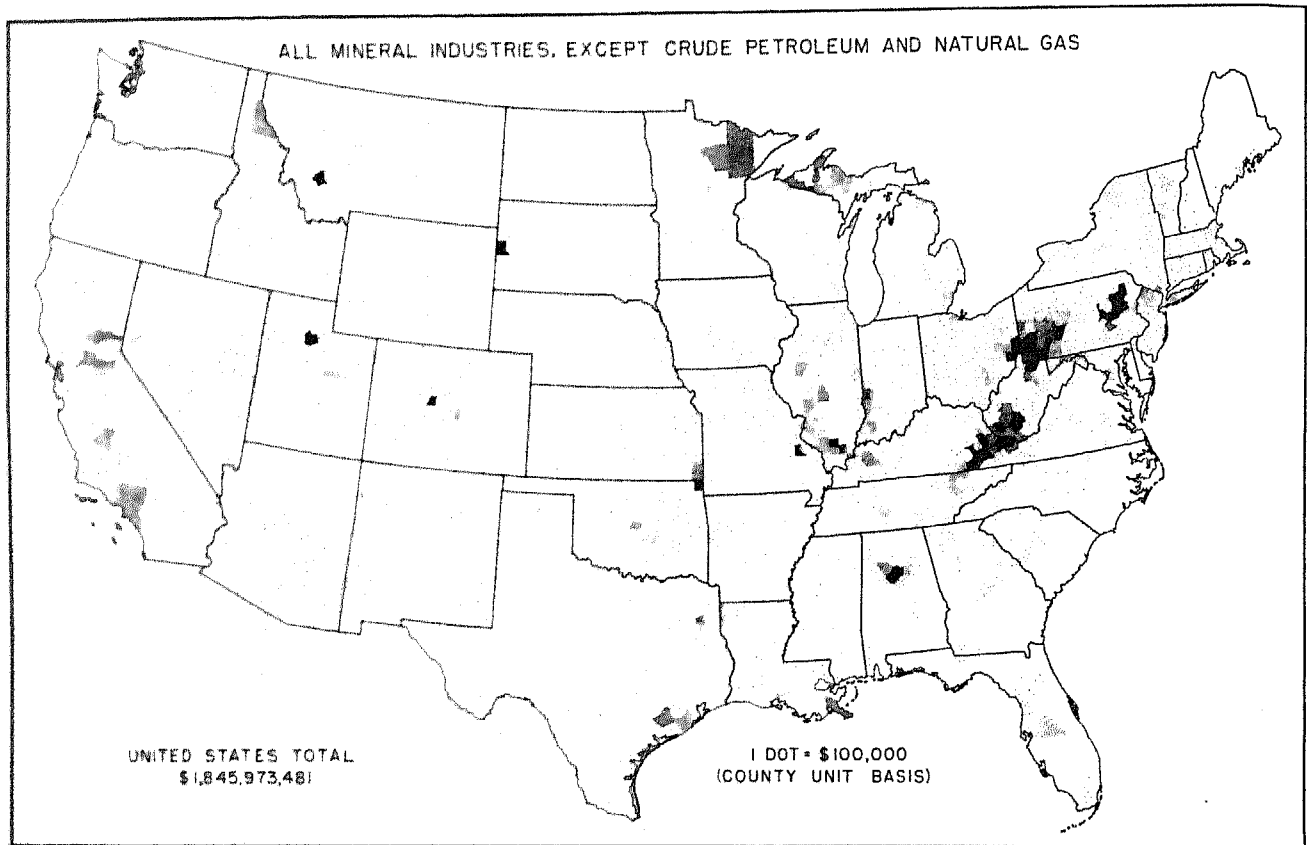 ALL MINERAL INDUSTRIES, EXCEPT CRUDE PETROLEUM AND NATURAL GAS
UNITED STATES TOTAL
$1,845,973,481
1 DOT = $100,000
(COUNTY UNIT BASIS)